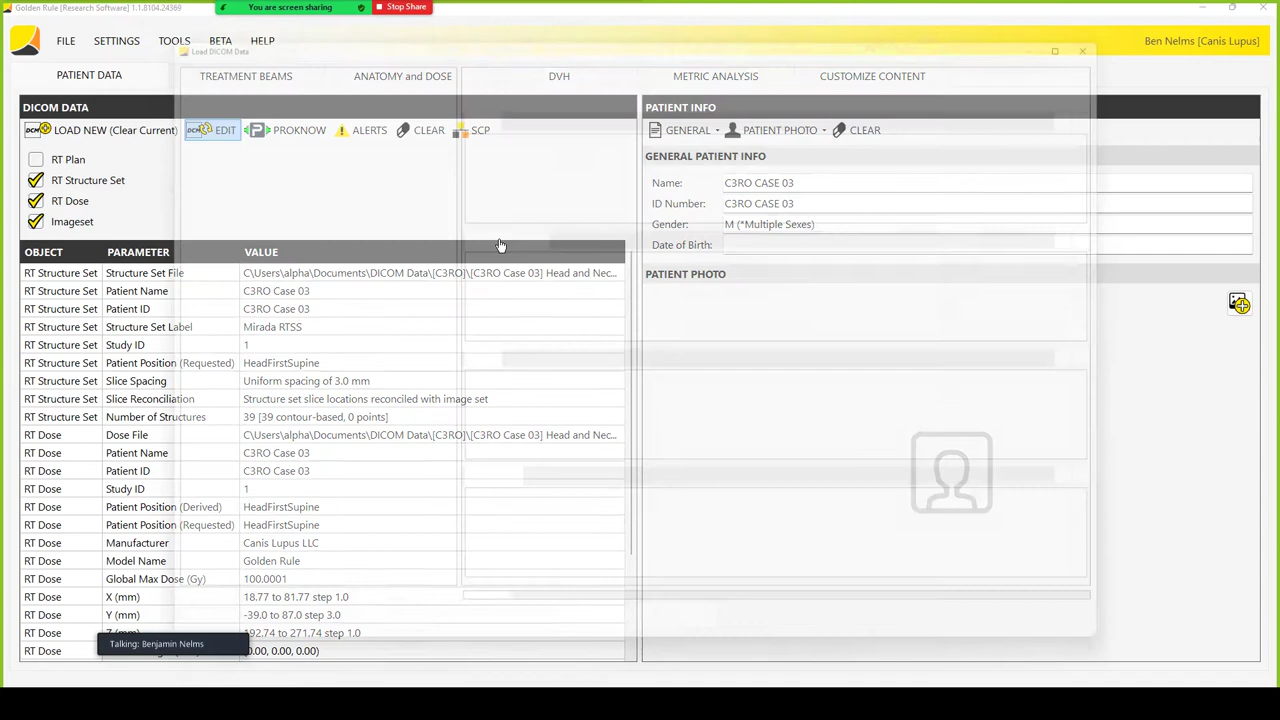 Golden Rule [Research Software] 1.1.8104.24369
You are screen sharing
Stop Share
FILE SETTINGS TOOLS BETA HELP
Ben Nelms [Canis Lupus]
Load DICOM Data
PATIENT DATA TREATMENT BEAMS ANATOMY and DOSE DVH METRIC ANALYSIS CUSTOMIZE CONTENT
DICOM DATA
LOAD NEW (Clear Current) EDIT PROKNOW ALERTS CLEAR SCP
RT Plan
RT Structure Set
RT Dose
Imageset
OBJECT PARAMETER VALUE
RT Structure Set Structure Set File C\Users\alpha\Documents\DICOM Data\[C3RO]\[C3RO Case 03] Head and Nec...
RT Structure Set Patient Name C3RO Case 03
RT Structure Set Patient ID C3RO Case 03
RT Structure Set Structure Set Label Mirada RTSS
RT Structure Set Study ID 1
RT Structure Set Patient Position (Requested) HeadFirstSupine
RT Structure Set Slice Spacing Uniform spacing of 3.0 mm
RT Structure Set Slice Reconciliation Structure set slice locations reconciled with image set
RT Structure Set Number of Structures 39 [39 contour-based, 0 points]
RT Dose Dose File C\Users\alpha\Documents\DICOM Data\[C3RO]\[C3RO Case 03] Head and Nec...
RT Dose Patient Name C3RO Case 03
RT Dose Patient ID C3RO Case 03
RT Dose Study ID 1
RT Dose Patient Position (Derived) HeadFirstSupine
RT Dose Patient Position (Requested) HeadFirstSupine
RT Dose Manufacturer Canis Lupus LLC
RT Dose Model Name Golden Rule
RT Dose Global Max Dose (Gy) 100.0001
RT Dose X (mm) 18.77 to 81.77 step 1.0
RT Dose Y (mm) -39.0 to 87.0 step 3.0
RT Dose Z (mm) 192.74 to 271.74 step 1.0
RT Dose (0.00, 0.00, 0.00)
Talking: Benjamin Nelms
PATIENT INFO
GENERAL PATIENT PHOTO CLEAR
GENERAL PATIENT INFO
Name: C3RO CASE 03
ID Number: C3RO CASE 03
Gender: M (*Multiple Sexes)
Date of Birth:
PATIENT PHOTO